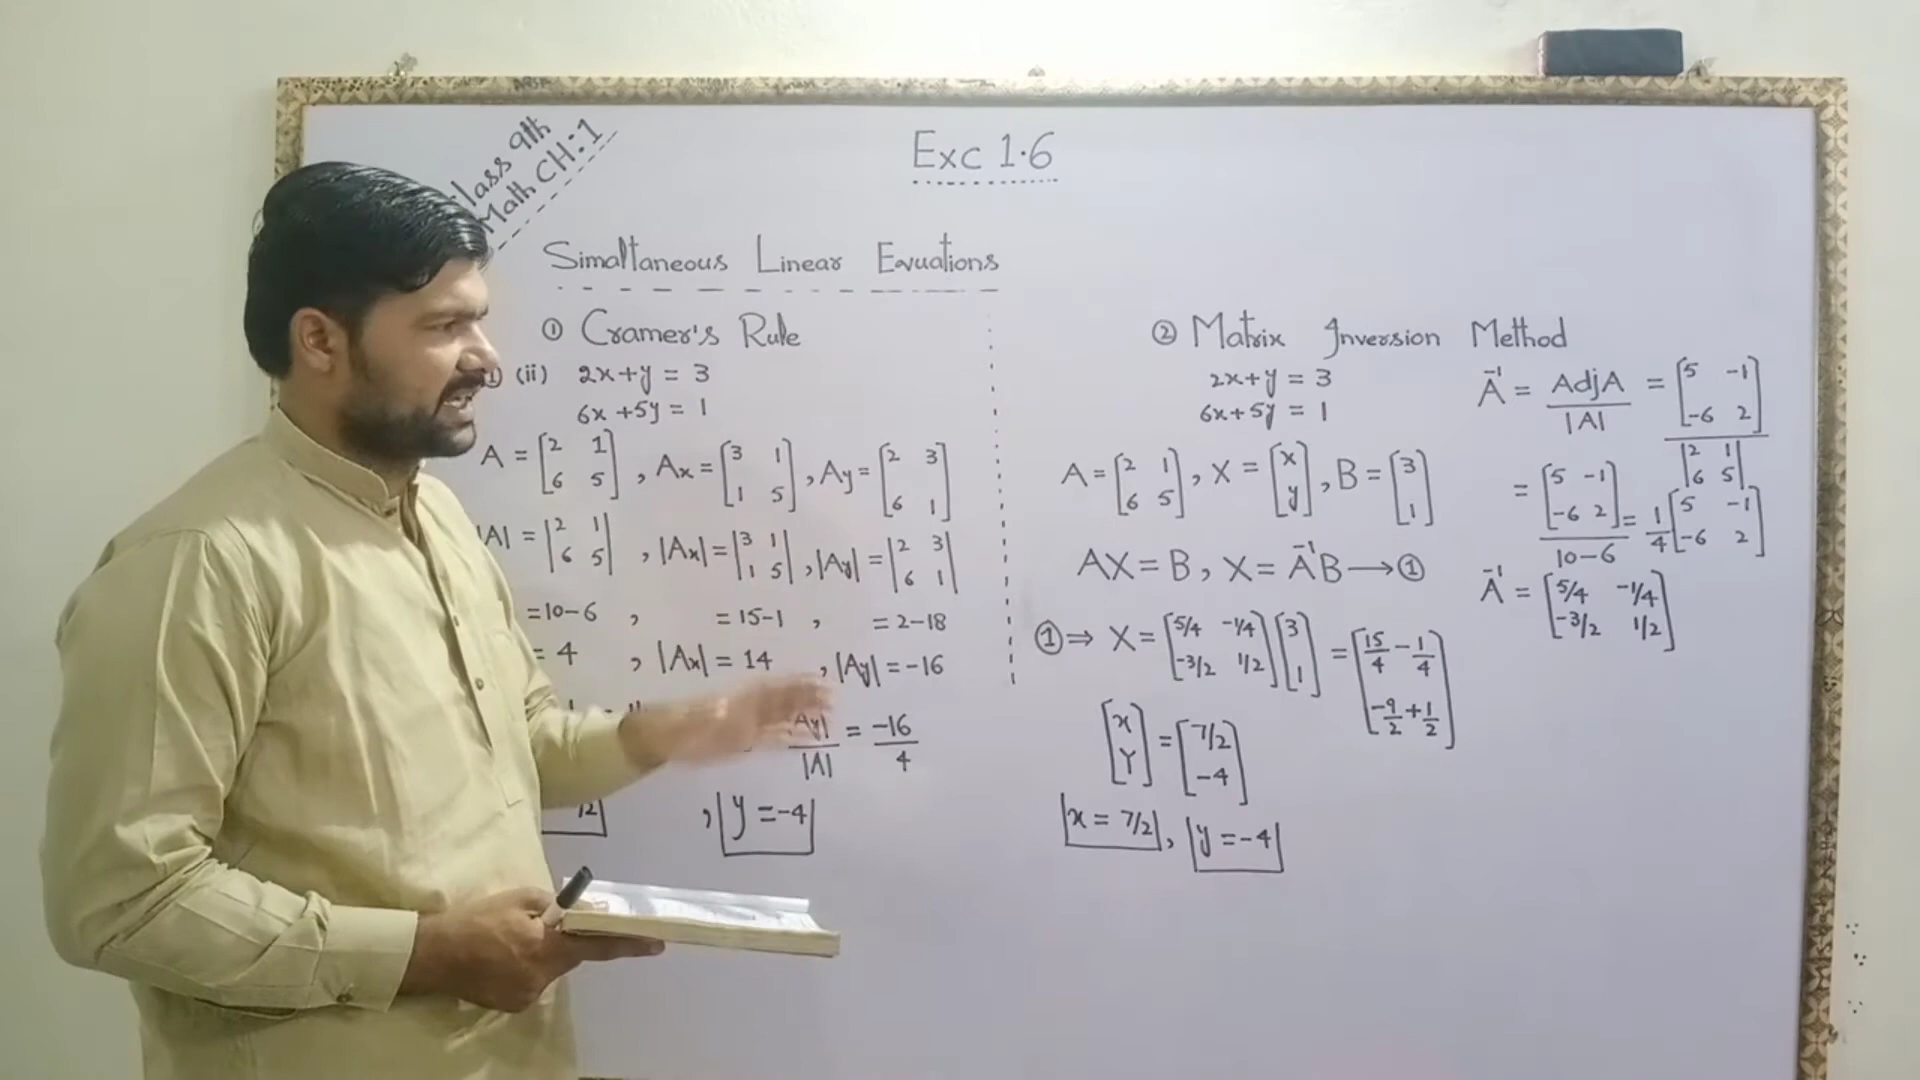 Class 9th
Math CH:1
Exc 1.6
Simaltaneous Linear Equations
① Cramer's Rule
① (ii) 2x+y = 3
6x+5y = 1
A = [2 1; 6 5], Ax = [3 1; 1 5], Ay = [2 3; 6 1]
|A| = |2 1; 6 5|, |Ax| = |3 1; 1 5|, |Ay| = |2 3; 6 1|
=10-6 , =15-1 , =2-18
= 4 , |Ax| = 14 , |Ay| = -16
Ay| / |A| = -16/4
/2
, y = -4
② Matrix Inversion Method
2x+y = 3
6x+5y = 1
A = [2 1; 6 5], X = [x; y], B = [3; 1]
AX = B, X = A⁻¹B → ①
① ⇒ X = [5/4 -1/4; -3/2 1/2] [3; 1] = [15/4 - 1/4; -9/2 + 1/2]
[x; Y] = [7/2; -4]
x = 7/2, y = -4
A⁻¹ = AdjA / |A| = [5 -1; -6 2] / |2 1; 6 5|
= [5 -1; -6 2] / 10-6 = 1/4 [5 -1; -6 2]
A⁻¹ = [5/4 -1/4; -3/2 1/2]